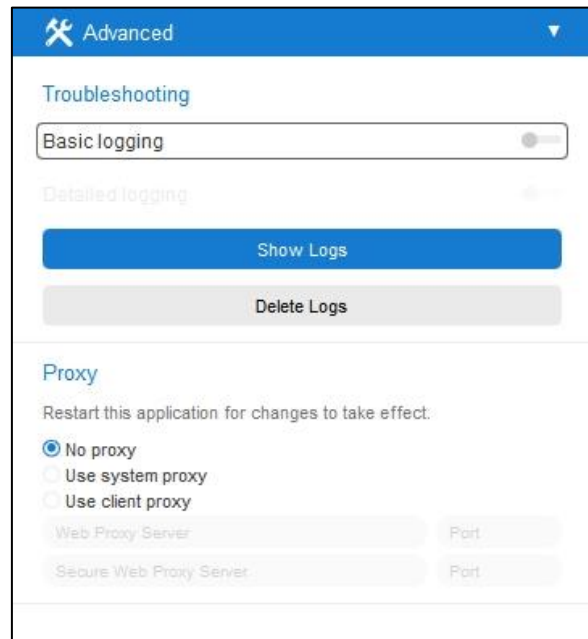 Advanced
Troubleshooting
Basic logging
Detailed logging
Show Logs
Delete Logs
Proxy
Restart this application for changes to take effect.
No proxy
Use system proxy
Use client proxy
Web Proxy Server Port
Secure Web Proxy Server Port